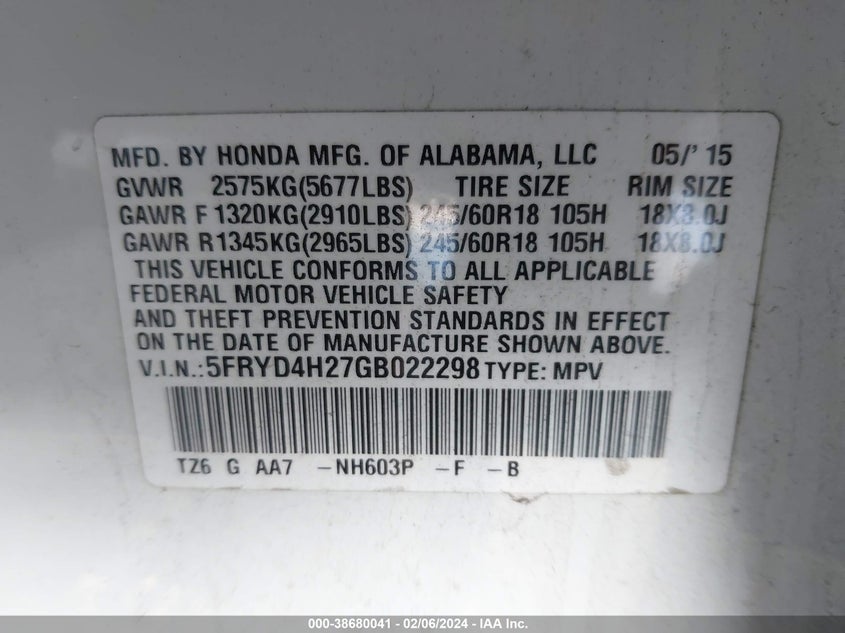 MFD. BY HONDA MFG. OF ALABAMA, LLC 05/'15
GVWR 2575KG(5677LBS) TIRE SIZE RIM SIZE
GAWR F 1320KG(2910LBS) 245/60R18 105H 18X8.0J
GAWR R 1345KG(2965LBS) 245/60R18 105H 18X8.0J
THIS VEHICLE CONFORMS TO ALL APPLICABLE
FEDERAL MOTOR VEHICLE SAFETY
AND THEFT PREVENTION STANDARDS IN EFFECT
ON THE DATE OF MANUFACTURE SHOWN ABOVE.
V.I.N.:5FRYD4H27GB022298 TYPE: MPV
TZ6 G AA7 -NH603P -F -B
000-38680041 - 02/06/2024 - IAA Inc.